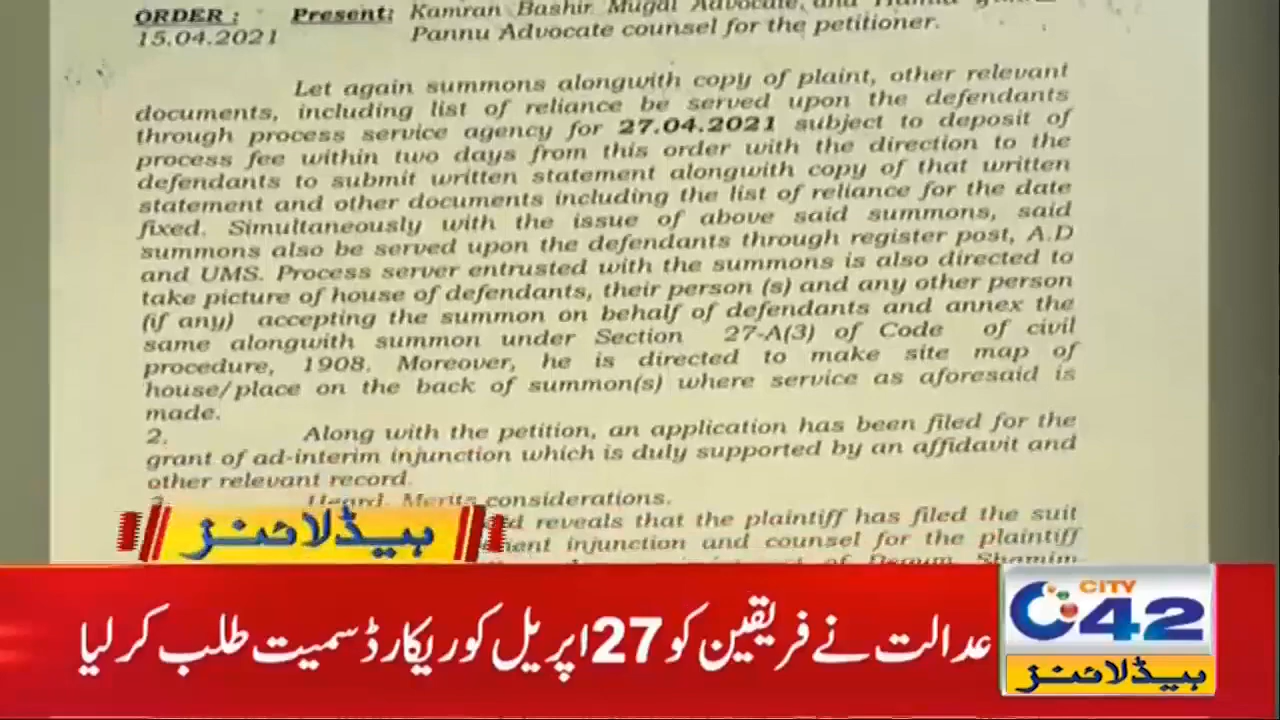 ORDER : Present: Kamran Bashir Mugal Advocate, and
15.04.2021 Pannu Advocate counsel for the petitioner.
Let again summons alongwith copy of plaint, other relevant
documents, including list of reliance be served upon the defendants
through process service agency for 27.04.2021 subject to deposit of
process fee within two days from this order with the direction to the
defendants to submit written statement alongwith copy of that written
statement and other documents including the list of reliance for the date
fixed. Simultaneously with the issue of above said summons, said
summons also be served upon the defendants through register post, A.D
and UMS. Process server entrusted with the summons is also directed to
take picture of house of defendants, their person (s) and any other person
(if any) accepting the summon on behalf of defendants and annex the
same alongwith summon under Section 27-A(3) of Code of civil
procedure, 1908. Moreover, he is directed to make site map of
house/place on the back of summon(s) where service as aforesaid is
made.
2. Along with the petition, an application has been filed for the
grant of ad-interim injunction which is duly supported by an affidavit and
other relevant record.
Heard. Merits considerations.
reveals that the plaintiff has filed the suit
injunction and counsel for the plaintiff
of Begum Shamim
ہیڈلائنز
عدالت نے فریقین کو 27 اپریل کو ریکارڈ سمیت طلب کر لیا
CITY
42
ہیڈلائنز